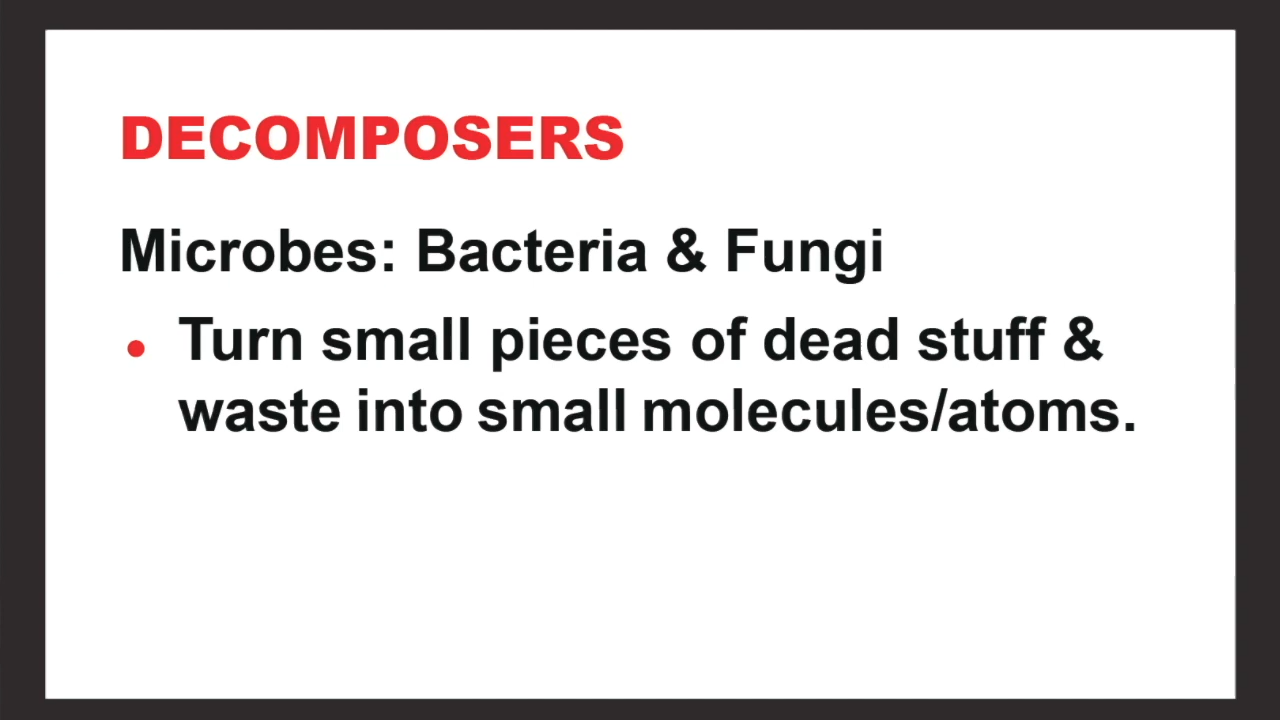 DECOMPOSERS
Microbes: Bacteria & Fungi
• Turn small pieces of dead stuff &
waste into small molecules/atoms.